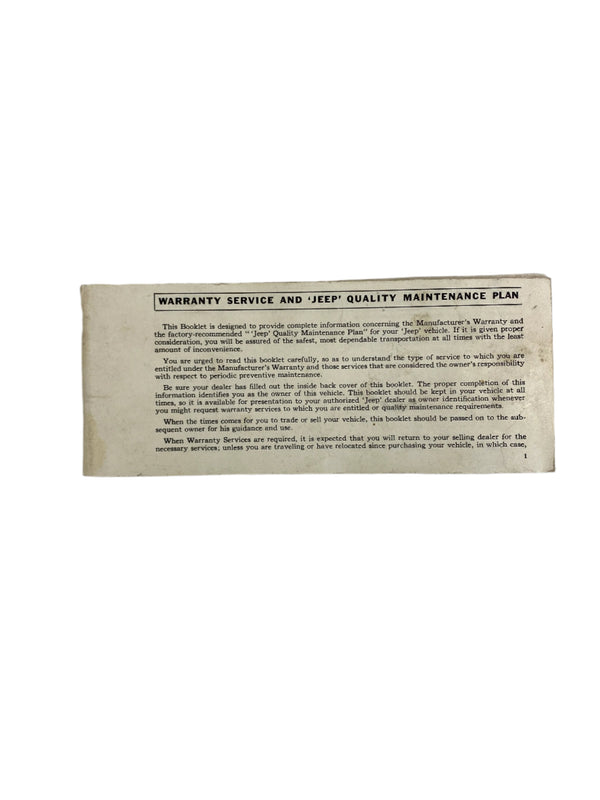 WARRANTY SERVICE AND 'JEEP' QUALITY MAINTENANCE PLAN
This Booklet is designed to provide complete information concerning the Manufacturer's Warranty and
the factory-recommended "'Jeep' Quality Maintenance Plan" for your 'Jeep' vehicle. If it is given proper
consideration, you will be assured of the safest, most dependable transportation at all times with the least
amount of inconvenience.
You are urged to read this booklet carefully, so as to understand the type of service to which you are
entitled under the Manufacturer's Warranty and those services that are considered the owner's responsibility
with respect to periodic preventive maintenance.
Be sure your dealer has filled out the inside back cover of this booklet. The proper completion of this
information identifies you as the owner of this vehicle. This booklet should be kept in your vehicle at all
times, so it is available for presentation to your authorized 'Jeep' dealer as owner identification whenever
you might request warranty services to which you are entitled or quality maintenance requirements.
When the times comes for you to trade or sell your vehicle, this booklet should be passed on to the sub-
sequent owner for his guidance and use.
When Warranty Services are required, it is expected that you will return to your selling dealer for the
necessary services; unless you are traveling or have relocated since purchasing your vehicle, in which case,
1